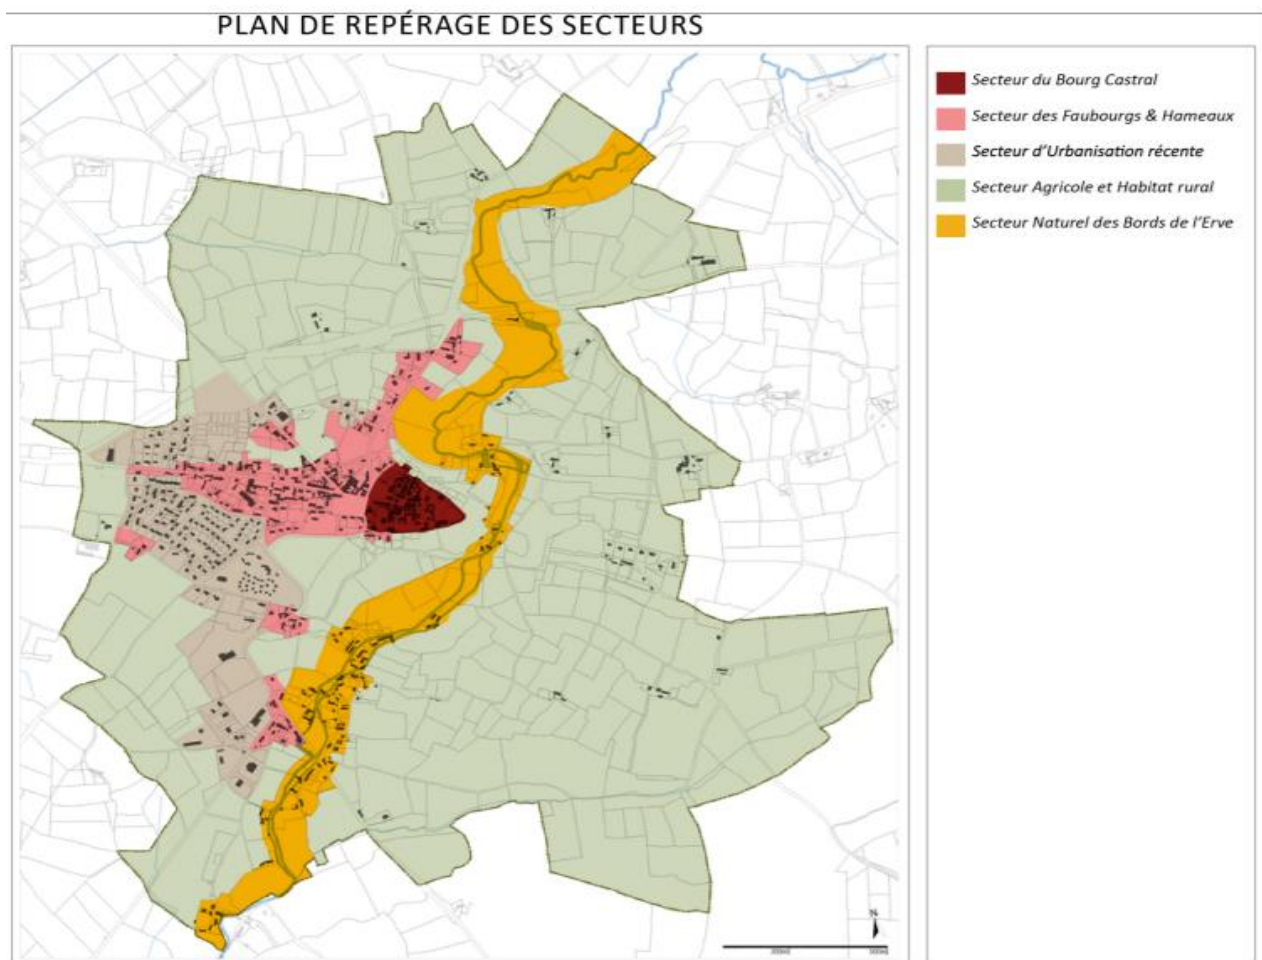 PLAN DE REPÉRAGE DES SECTEURS
Secteur du Bourg Castral
Secteur des Faubourgs & Hameaux
Secteur d'Urbanisation récente
Secteur Agricole et Habitat rural
Secteur Naturel des Bords de l'Erve
N